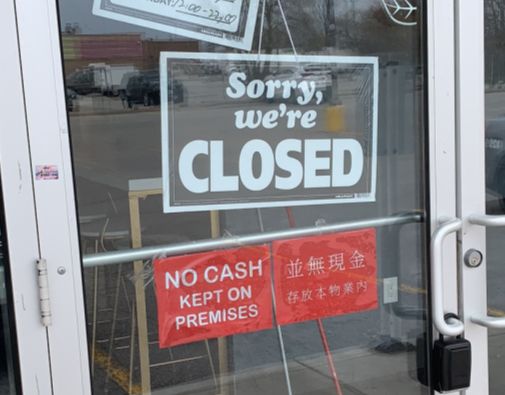 Sorry,
we're
CLOSED
NO CASH
KEPT ON
PREMISES
並無現金
存放本物業內